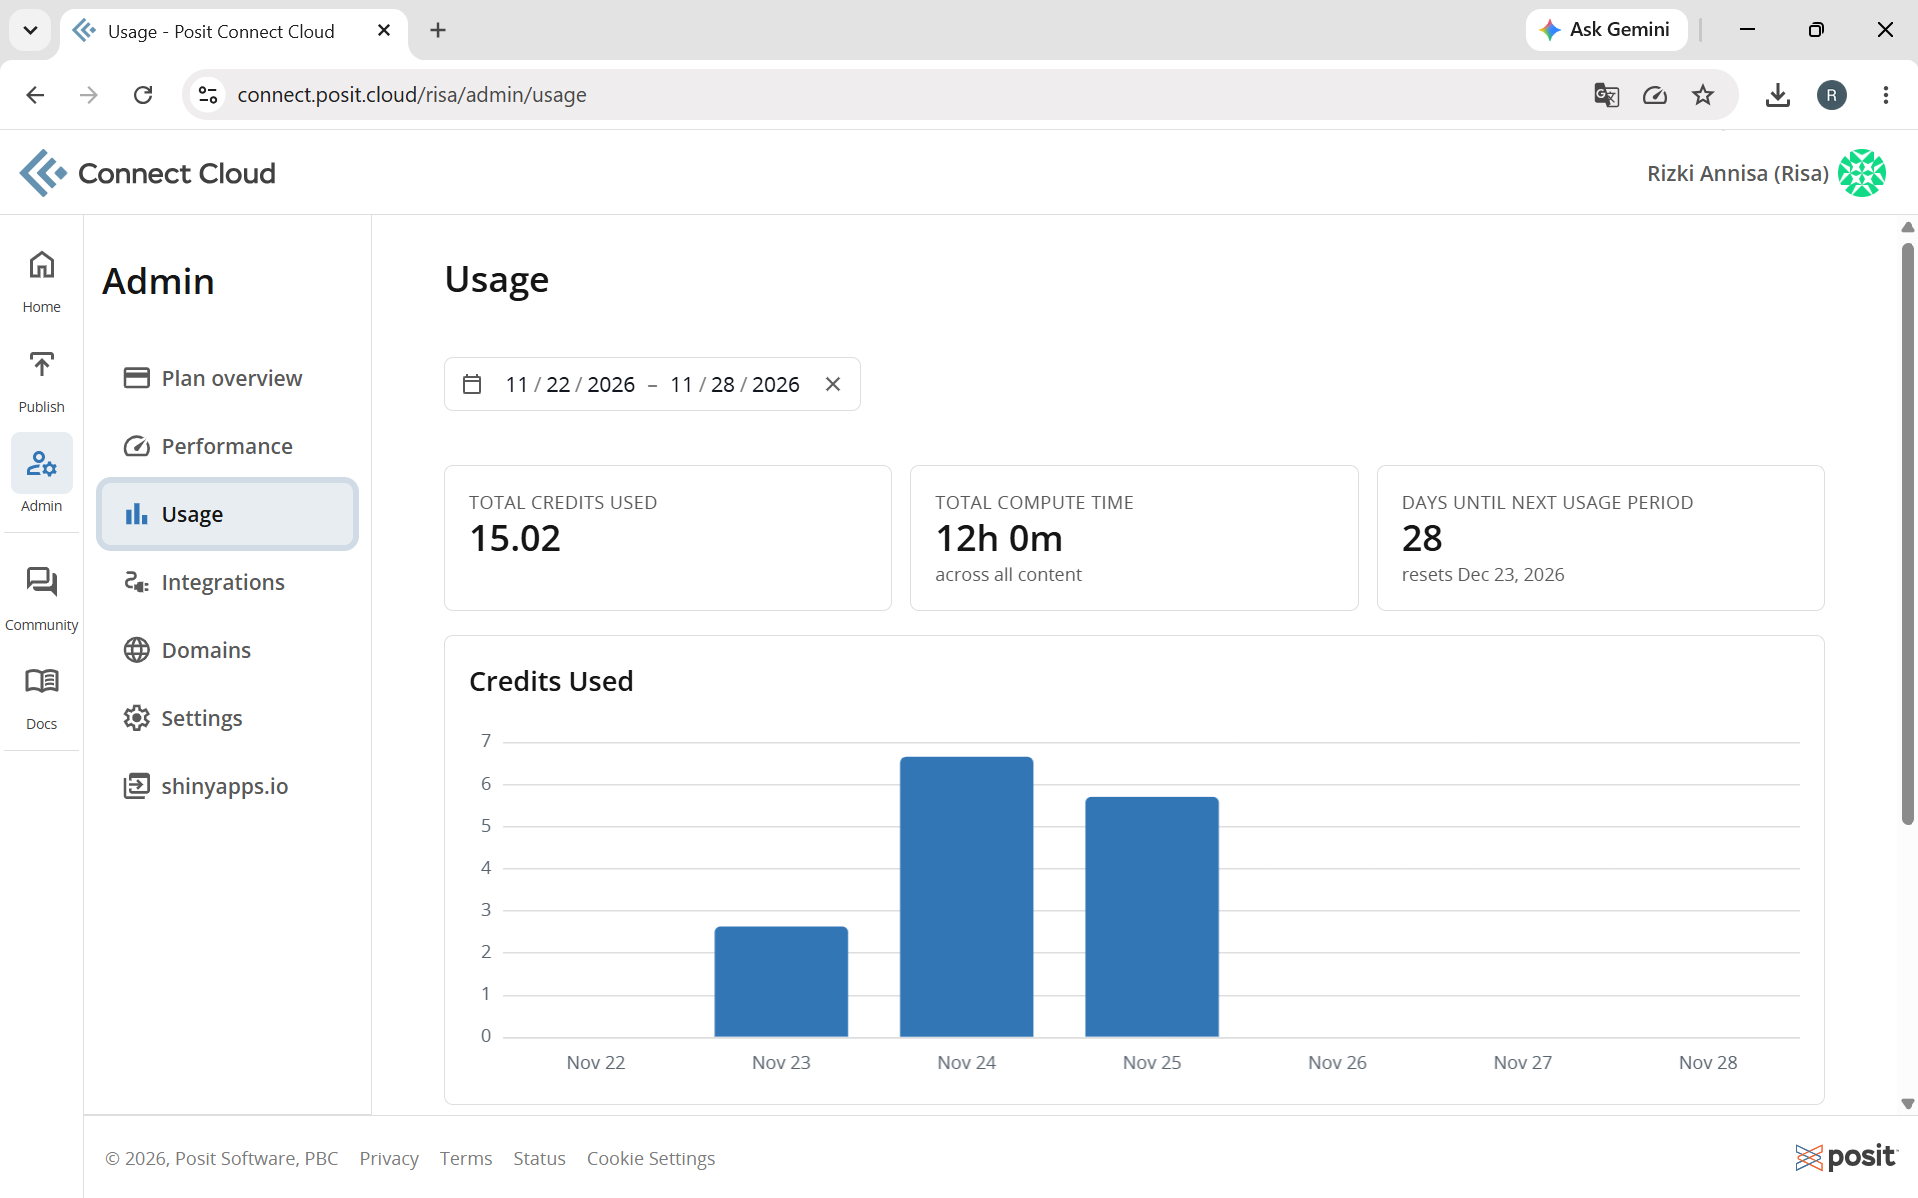 Usage - Posit Connect Cloud
Ask Gemini
connect.posit.cloud/risa/admin/usage
R
Connect Cloud
Rizki Annisa (Risa)
Home
Publish
Admin
Community
Docs
Admin
Plan overview
Performance
Usage
Integrations
Domains
Settings
shinyapps.io
Usage
11 / 22 / 2026 – 11 / 28 / 2026
TOTAL CREDITS USED
15.02
TOTAL COMPUTE TIME
12h 0m
across all content
DAYS UNTIL NEXT USAGE PERIOD
28
resets Dec 23, 2026
Credits Used
7
6
5
4
3
2
1
0
Nov 22 Nov 23 Nov 24 Nov 25 Nov 26 Nov 27 Nov 28
© 2026, Posit Software, PBC Privacy Terms Status Cookie Settings
posit